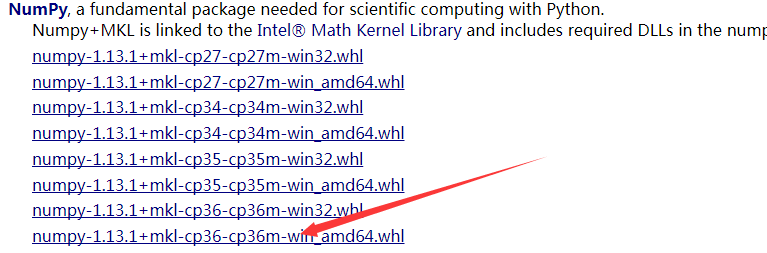 NumPy, a fundamental package needed for scientific computing with Python.
Numpy+MKL is linked to the Intel® Math Kernel Library and includes required DLLs in the
numpy-1.13.1+mkl-cp27-cp27m-win32.whl
numpy-1.13.1+mkl-cp27-cp27m-win_amd64.whl
numpy-1.13.1+mkl-cp34-cp34m-win32.whl
numpy-1.13.1+mkl-cp34-cp34m-win_amd64.whl
numpy-1.13.1+mkl-cp35-cp35m-win32.whl
numpy-1.13.1+mkl-cp35-cp35m-win_amd64.whl
numpy-1.13.1+mkl-cp36-cp36m-win32.whl
numpy-1.13.1+mkl-cp36-cp36m-win_amd64.whl